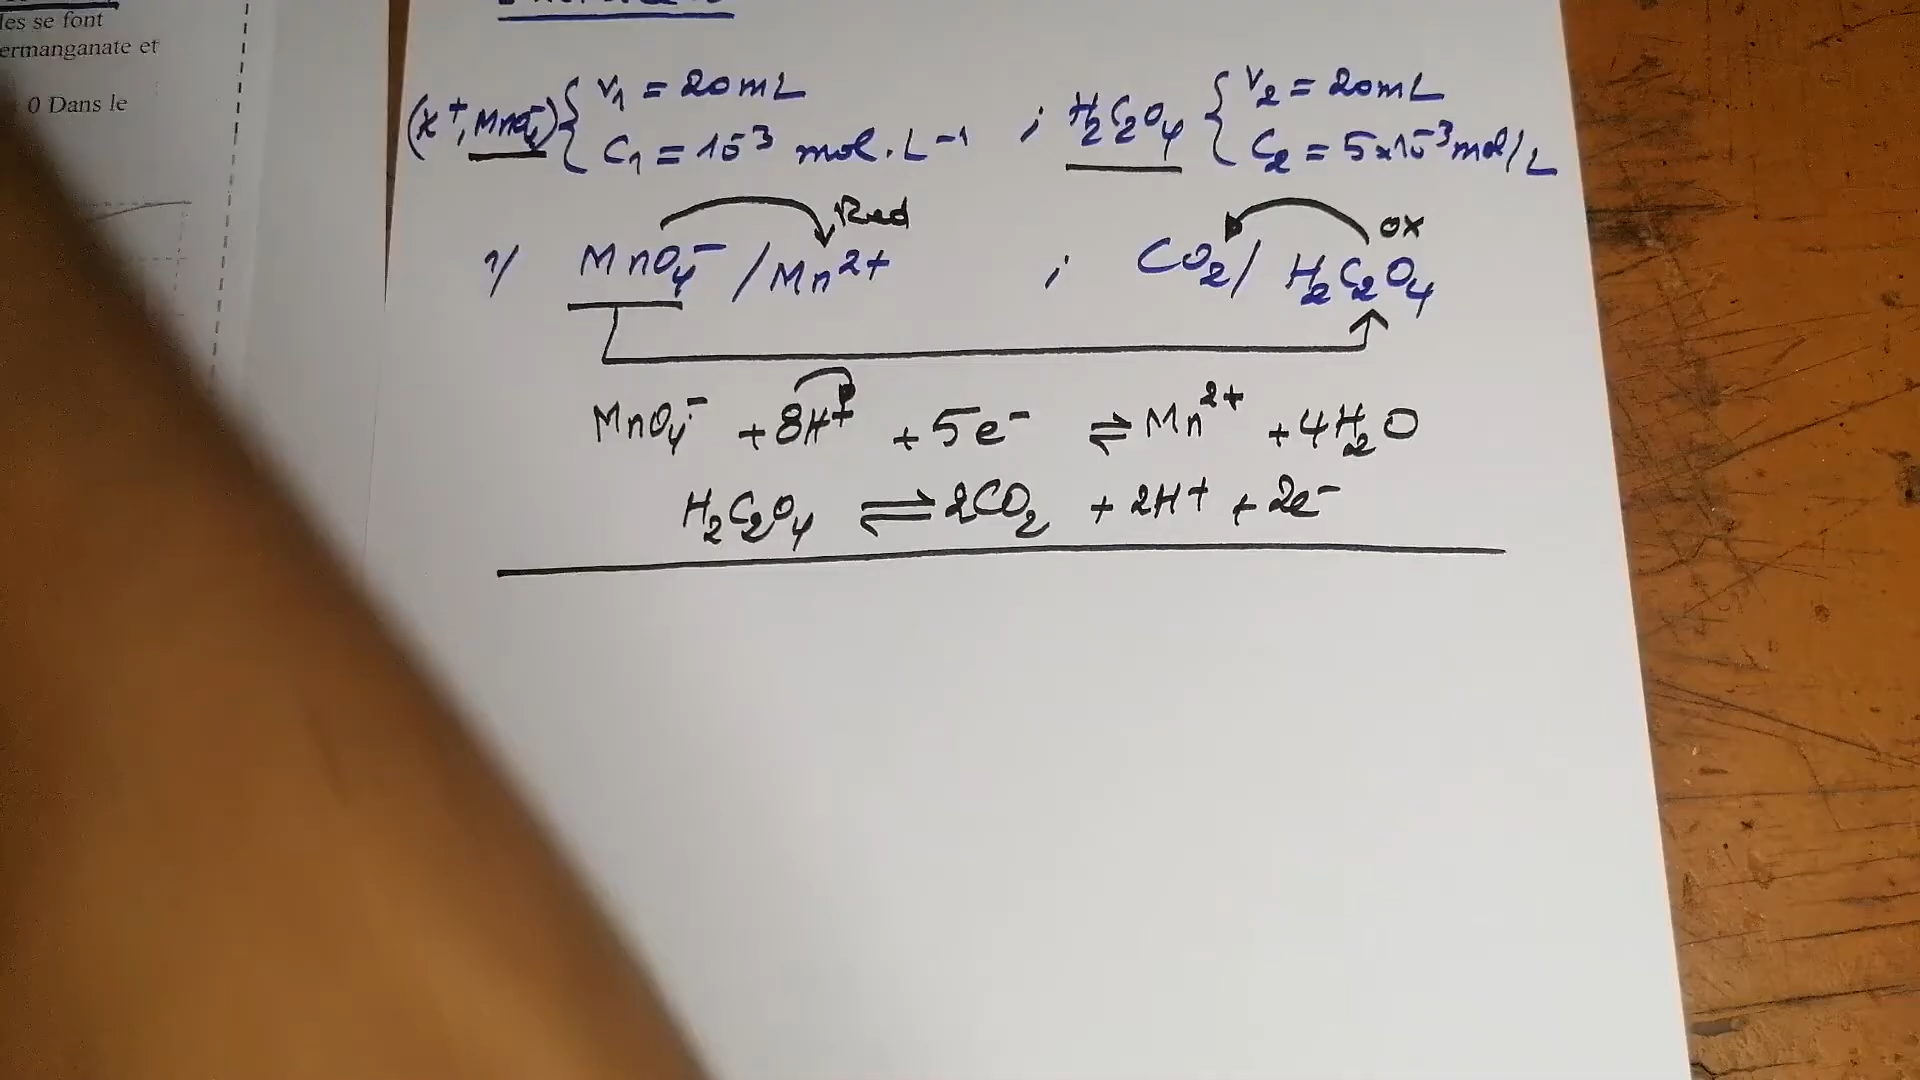 les se font
ermanganate et
0 Dans le
(K⁺, MnO₄⁻) { V₁ = 20mL ; H₂C₂O₄ { V₂ = 20mL
C₁ = 10⁻³ mol.L⁻¹ C₂ = 5x10⁻³ mol/L
Red ox
1/ MnO₄⁻ / Mn²⁺ ; CO₂ / H₂C₂O₄
MnO₄⁻ + 8H⁺ + 5e⁻ ⇌ Mn²⁺ + 4H₂O
H₂C₂O₄ ⇌ 2CO₂ + 2H⁺ + 2e⁻